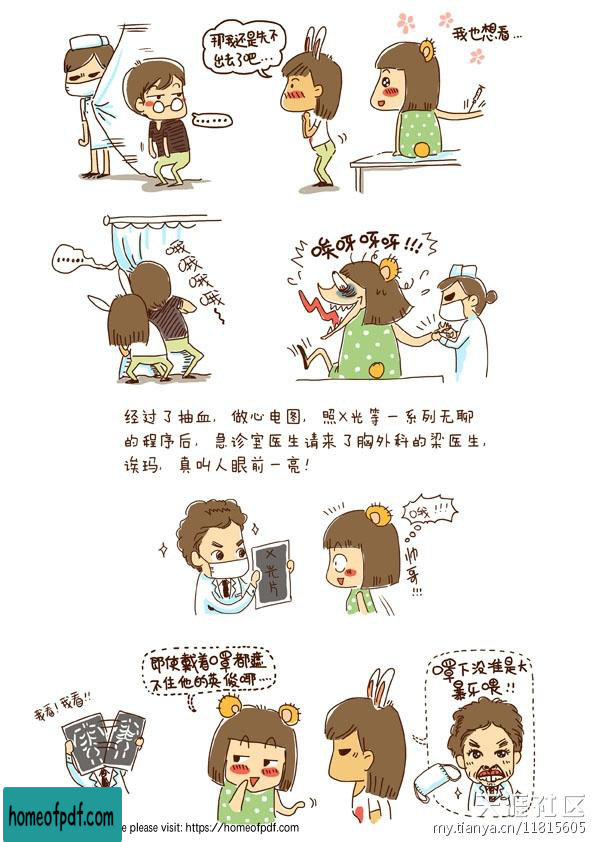 那我还是先不
出去了吧...
我也想看...
......
......
哦
哦
哦
哦
唉呀呀呀!!!
经过了抽血，做心电图，照X光等一系列无聊
的程序后，急诊室医生请来了胸外科的梁医生，
诶玛，真叫人眼前一亮！
哦!!!
帅哥!!!
X光片
即使戴着口罩都遮
不住他的英俊哪...
口罩下没准是大
暴牙喂..!!
我看!我看!!
homeofpdf.com
e please visit: https://homeofpdf.com
天涯社区
my.tianya.cn/11815605